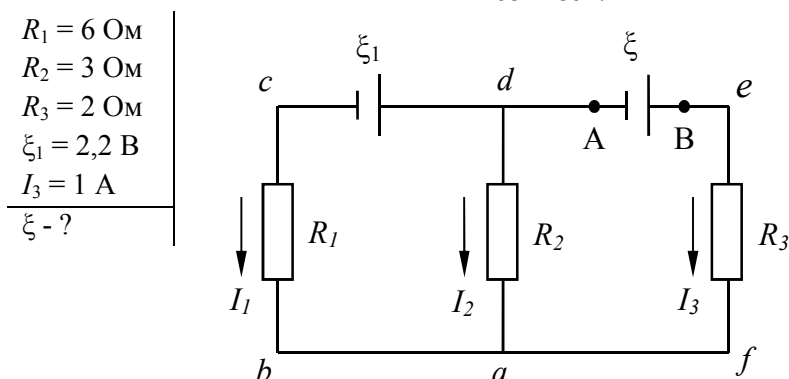 R1 = 6 Ом
R2 = 3 Ом
R3 = 2 Ом
ξ1 = 2,2 В
I3 = 1 А
ξ - ?
ξ1
ξ
c
d
e
A
B
R1
R2
R3
I1
I2
I3
b
a
f